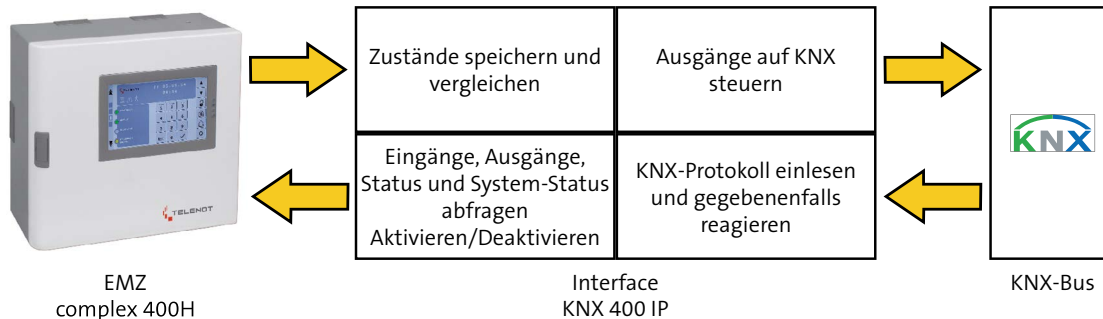 Zustände speichern und
vergleichen
Ausgänge auf KNX
steuern
KNX
Eingänge, Ausgänge,
Status und System-Status
abfragen
Aktivieren/Deaktivieren
KNX-Protokoll einlesen
und gegebenenfalls
reagieren
TELENOT
EMZ
complex 400H
Interface
KNX 400 IP
KNX-Bus